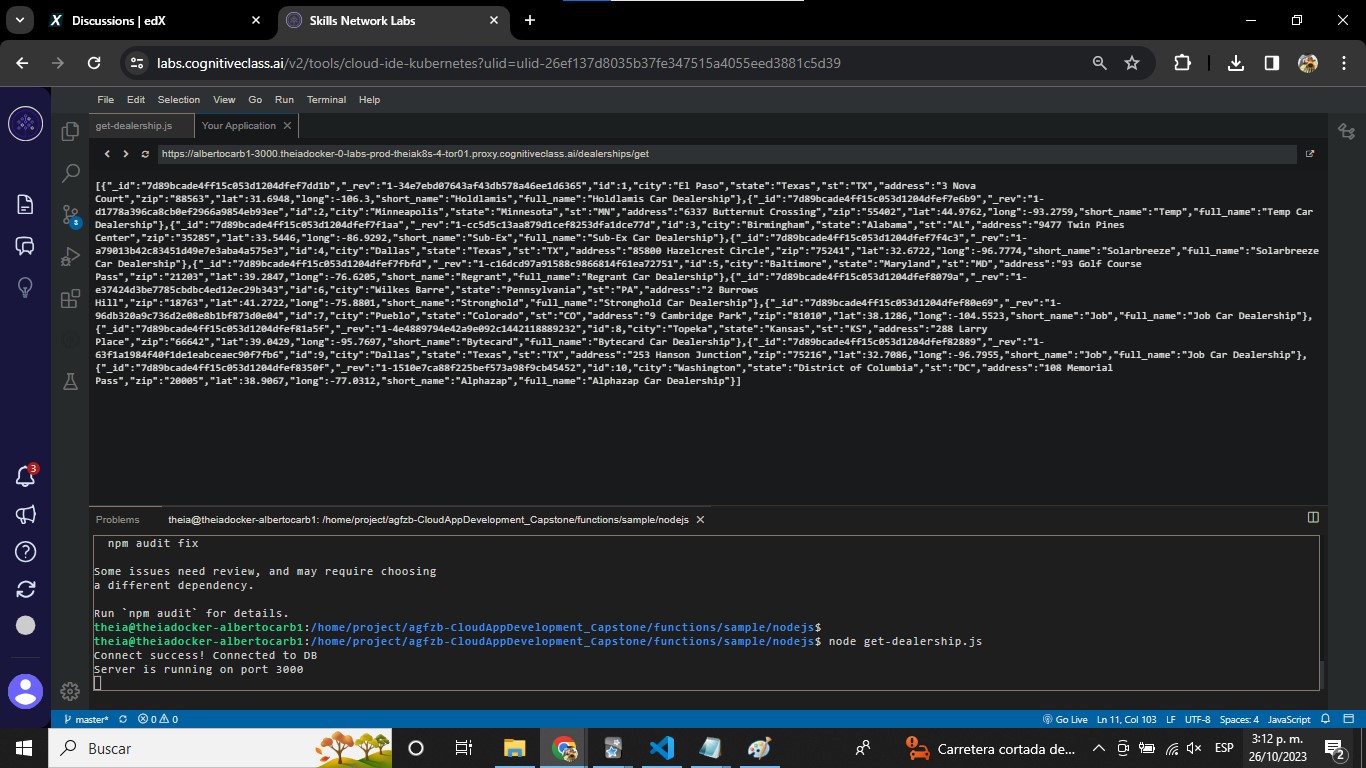 Discussions | edX
Skills Network Labs
labs.cognitiveclass.ai/v2/tools/cloud-ide-kubernetes?ulid=ulid-26ef137d8035b37fe347515a4055eed3881c5d39
File Edit Selection View Go Run Terminal Help
get-dealership.js Your Application
https://albertocarb1-3000.theiadocker-0-labs-prod-theiak8s-4-tor01.proxy.cognitiveclass.ai/dealerships/get
[{"_id":"7d89bcade4ff15c053d1204dfef7dd1b","_rev":"1-34e7ebd07643af43db578a46ee1d6365","id":1,"city":"El Paso","state":"Texas","st":"TX","address":"3 Nova
Court","zip":"88563","lat":31.6948,"long":-106.3,"short_name":"Holdlamis","full_name":"Holdlamis Car Dealership"},{"_id":"7d89bcade4ff15c053d1204dfef7e6b9","_rev":"1-
d1778a396ca8cb0ef2966a9854eb93ee","id":2,"city":"Minneapolis","state":"Minnesota","st":"MN","address":"6337 Butternut Crossing","zip":"55402","lat":44.9762,"long":-93.2759,"short_name":"Temp","full_name":"Temp Car
Dealership"},{"_id":"7d89bcade4ff15c053d1204dfef7f1aa","_rev":"1-cc5d5c13aa879d1cef8253dfa1dce77d","id":3,"city":"Birmingham","state":"Alabama","st":"AL","address":"9477 Twin Pines
Center","zip":"35285","lat":33.5446,"long":-86.9292,"short_name":"Sub-Ex","full_name":"Sub-Ex Car Dealership"},{"_id":"7d89bcade4ff15c053d1204dfef7f4c3","_rev":"1-
a79013b42c83451d49e7e3aba4a575e3","id":4,"city":"Dallas","state":"Texas","st":"TX","address":"85800 Hazelcrest Circle","zip":"75241","lat":32.6722,"long":-96.7774,"short_name":"Solarbreeze","full_name":"Solarbreeze
Car Dealership"},{"_id":"7d89bcade4ff15c053d1204dfef7fbfd","_rev":"1-c16dcd97a91588c9866814f61ea72751","id":5,"city":"Baltimore","state":"Maryland","st":"MD","address":"93 Golf Course
Pass","zip":"21203","lat":39.2847,"long":-76.6205,"short_name":"Regrant","full_name":"Regrant Car Dealership"},{"_id":"7d89bcade4ff15c053d1204dfef8079a","_rev":"1-
e37424d3be7785cbdbc4ed12ec29b343","id":6,"city":"Wilkes Barre","state":"Pennsylvania","st":"PA","address":"2 Burrows
Hill","zip":"18763","lat":41.2722,"long":-75.8801,"short_name":"Stronghold","full_name":"Stronghold Car Dealership"},{"_id":"7d89bcade4ff15c053d1204dfef80e69","_rev":"1-
96db320a9c736d2e08e8b1bf873d0e04","id":7,"city":"Pueblo","state":"Colorado","st":"CO","address":"9 Cambridge Park","zip":"81010","lat":38.1286,"long":-104.5523,"short_name":"Job","full_name":"Job Car Dealership"},
{"_id":"7d89bcade4ff15c053d1204dfef81a5f","_rev":"1-4e4889794e42a9e092c1442118889232","id":8,"city":"Topeka","state":"Kansas","st":"KS","address":"288 Larry
Place","zip":"66642","lat":39.0429,"long":-95.7697,"short_name":"Bytecard","full_name":"Bytecard Car Dealership"},{"_id":"7d89bcade4ff15c053d1204dfef82889","_rev":"1-
63f1a1984f40f1de1eabceaec90f7fb6","id":9,"city":"Dallas","state":"Texas","st":"TX","address":"253 Hanson Junction","zip":"75216","lat":32.7086,"long":-96.7955,"short_name":"Job","full_name":"Job Car Dealership"},
{"_id":"7d89bcade4ff15c053d1204dfef8350f","_rev":"1-1510e7ca88f225bef573a98f9cb45452","id":10,"city":"Washington","state":"District of Columbia","st":"DC","address":"108 Memorial
Pass","zip":"20005","lat":38.9067,"long":-77.0312,"short_name":"Alphazap","full_name":"Alphazap Car Dealership"}]
Problems theia@theiadocker-albertocarb1: /home/project/agfzb-CloudAppDevelopment_Capstone/functions/sample/nodejs
npm audit fix
Some issues need review, and may require choosing
a different dependency.
Run `npm audit` for details.
theia@theiadocker-albertocarb1:/home/project/agfzb-CloudAppDevelopment_Capstone/functions/sample/nodejs$
theia@theiadocker-albertocarb1:/home/project/agfzb-CloudAppDevelopment_Capstone/functions/sample/nodejs$ node get-dealership.js
Connect success! Connected to DB
Server is running on port 3000
3
master* 0 0 Go Live Ln 11, Col 103 LF UTF-8 Spaces: 4 JavaScript
Buscar
Carretera cortada de...
ESP
3:12 p. m.
26/10/2023
2